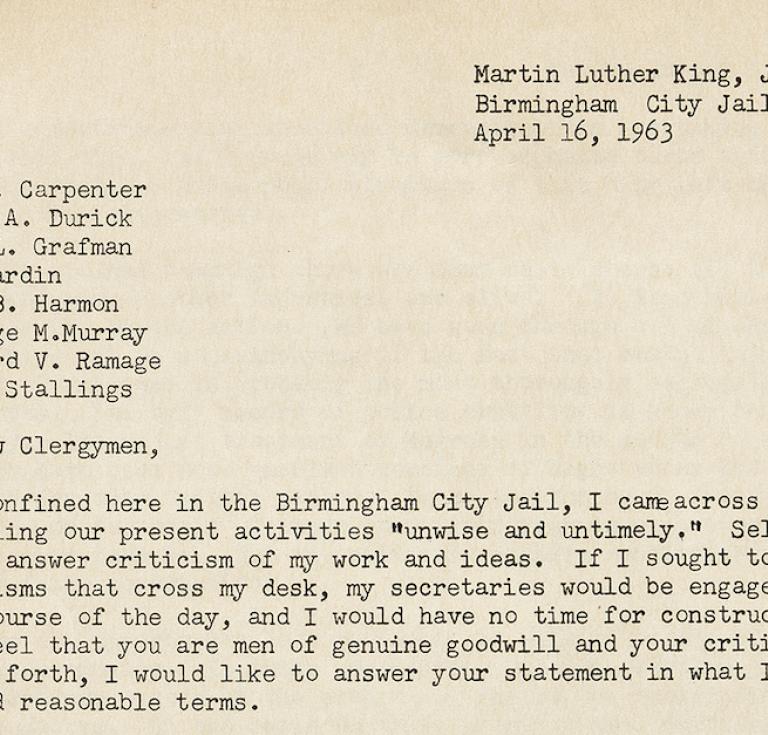 Martin Luther King, J
Birmingham City Jail
April 16, 1963
. Carpenter
A. Durick
L. Grafman
ardin
B. Harmon
ge M.Murray
rd V. Ramage
Stallings
w Clergymen,
onfined here in the Birmingham City Jail, I came across
ling our present activities "unwise and untimely." Sel
answer criticism of my work and ideas. If I sought to
isms that cross my desk, my secretaries would be engage
ourse of the day, and I would have no time for construc
eel that you are men of genuine goodwill and your criti
forth, I would like to answer your statement in what I
d reasonable terms.